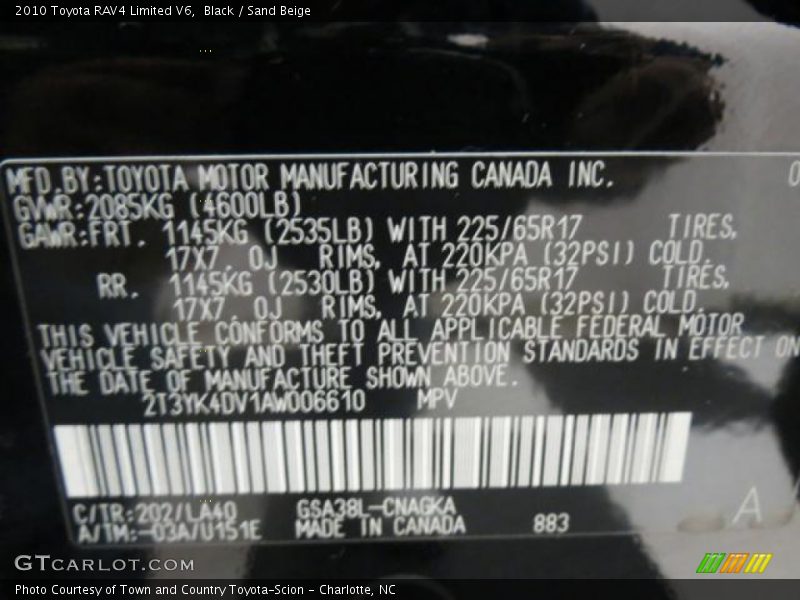 2010 Toyota RAV4 Limited V6, Black / Sand Beige
MFD.BY:TOYOTA MOTOR MANUFACTURING CANADA INC. 0
GVWR:2085KG (4600LB)
GAWR:FRT. 1145KG (2535LB) WITH 225/65R17 TIRES,
17X7. 0J RIMS, AT 220KPA (32PSI) COLD.
RR. 1145KG (2530LB) WITH 225/65R17 TIRES,
17X7. 0J RIMS, AT 220KPA (32PSI) COLD.
THIS VEHICLE CONFORMS TO ALL APPLICABLE FEDERAL MOTOR
VEHICLE SAFETY AND THEFT PREVENTION STANDARDS IN EFFECT ON
THE DATE OF MANUFACTURE SHOWN ABOVE.
2T3YK4DV1AW006610 MPV
C/TR:202/LA40 GSA38L-CNAGKA
A/TM:-03A/U151E MADE IN CANADA 883
A
GTCARLOT.COM
Photo Courtesy of Town and Country Toyota-Scion - Charlotte, NC